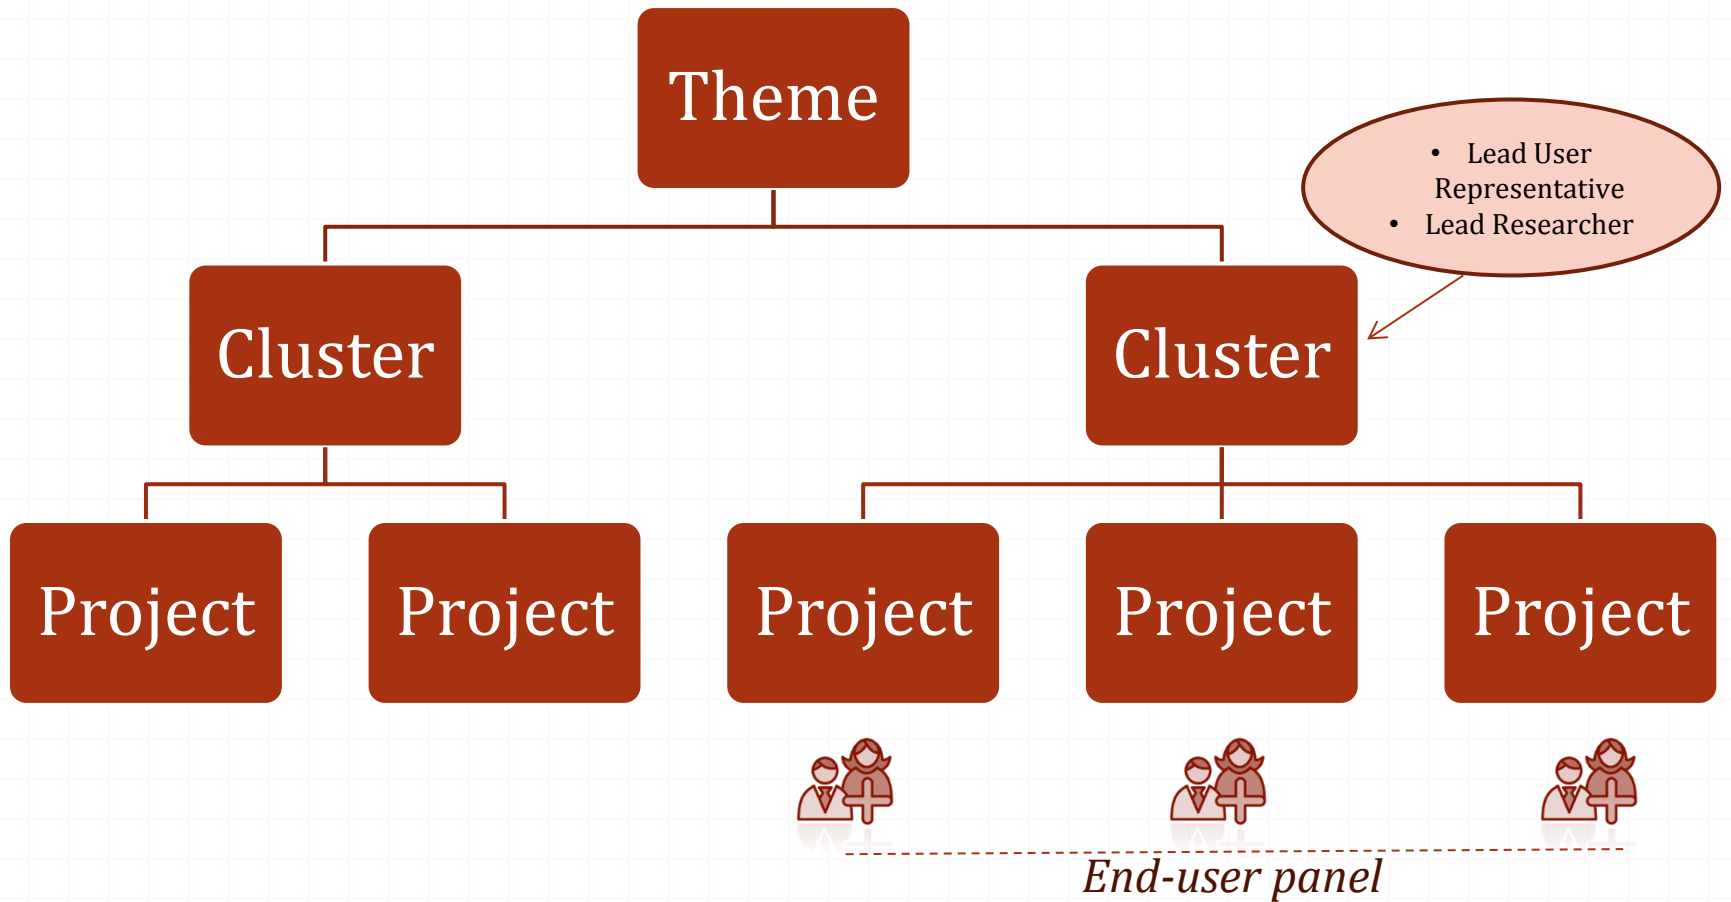 Theme
• Lead User
Representative
• Lead Researcher
Cluster
Cluster
Project
Project
Project
Project
Project
End-user panel